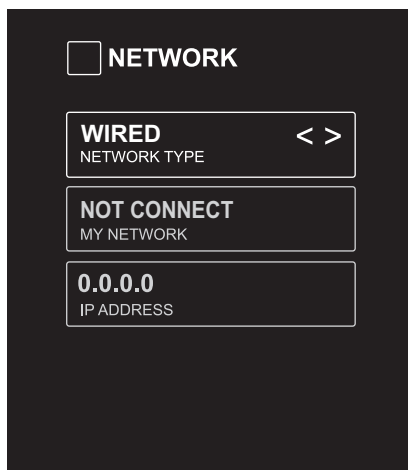 NETWORK
WIRED < >
NETWORK TYPE
NOT CONNECT
MY NETWORK
0.0.0.0
IP ADDRESS